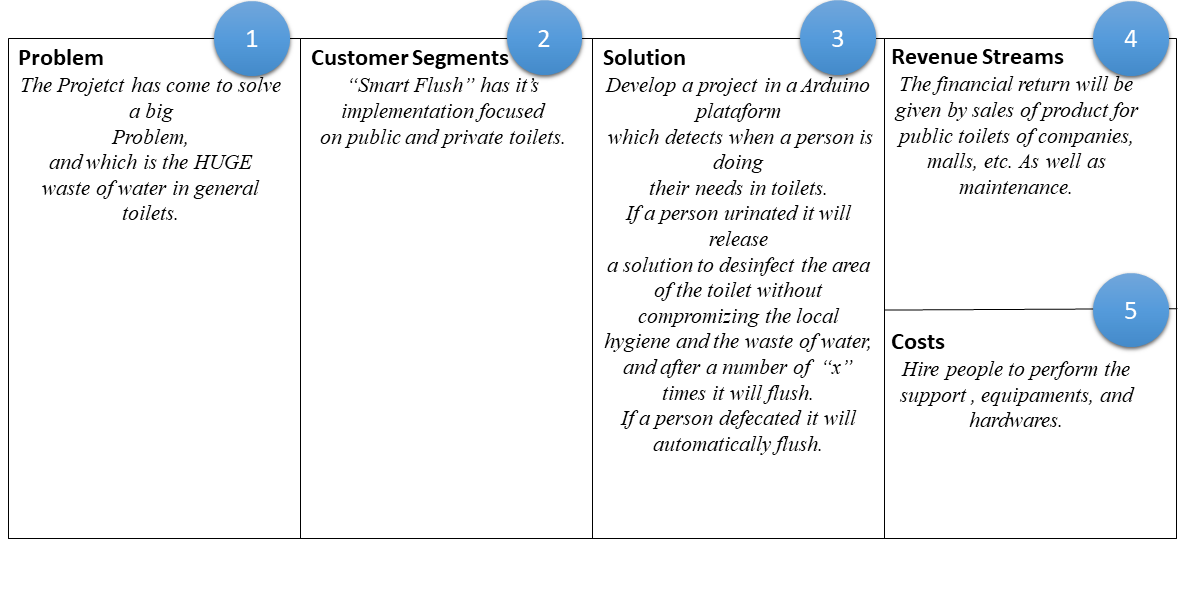 1
Problem
The Projetct has come to solve
a big
Problem,
and which is the HUGE
waste of water in general
toilets.
2
Customer Segments
“Smart Flush” has it’s
implementation focused
on public and private toilets.
3
Solution
Develop a project in a Arduino
plataform
which detects when a person is
doing
their needs in toilets.
If a person urinated it will
release
a solution to desinfect the area
of the toilet without
compromizing the local
hygiene and the waste of water,
and after a number of “x”
times it will flush.
If a person defecated it will
automatically flush.
4
Revenue Streams
The financial return will be
given by sales of product for
public toilets of companies,
malls, etc. As well as
maintenance.
5
Costs
Hire people to perform the
support , equipaments, and
hardwares.